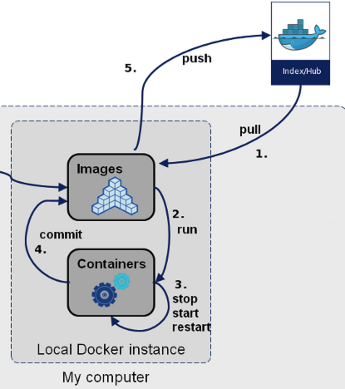 Index/Hub
5.
push
pull
1.
Images
2.
run
commit
4.
Containers
3.
stop
start
restart
Local Docker instance
My computer